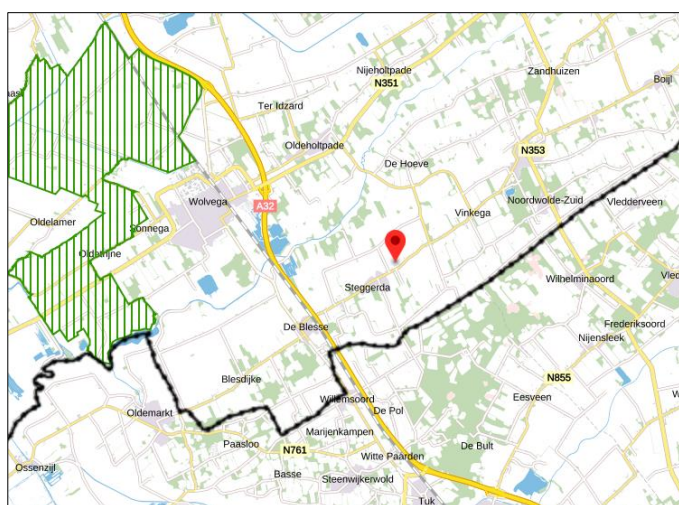 Nijeholtpade
Zandhuizen
Boijl
N351
Ter Idzard
Oldeholtpade
N353
De Hoeve
Wolvega
A32
Noordwolde-Zuid
Vledderveen
Oldelamer
Vinkega
Sonnega
Steggerda
Wilhelminaoord
De Blesse
Frederiksoord
Nijensleek
Blesdijke
N855
Eesveen
Willemsoord
Oldemarkt
De Pol
Marijenkampen
Paasloo
N761
De Bult
Witte Paarden
Ossenzijl
Basse
Steenwijkerwold
Tuk